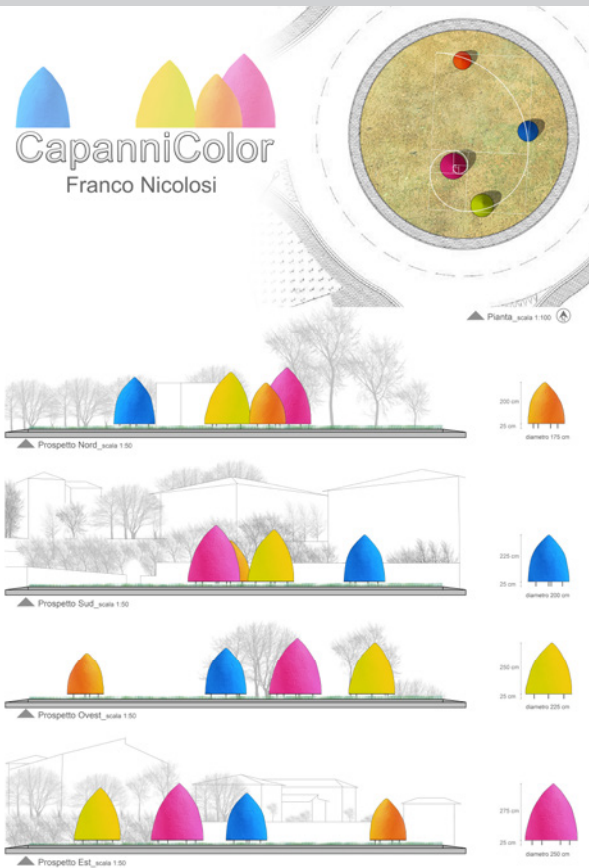 CapanniColor
Franco Nicolosi
Pianta_scala 1:100
200 cm
25 cm
diametro 175 cm
Prospetto Nord_scala 1:50
225 cm
25 cm
diametro 200 cm
Prospetto Sud_scala 1:50
250 cm
25 cm
diametro 225 cm
Prospetto Ovest_scala 1:50
275 cm
25 cm
diametro 250 cm
Prospetto Est_scala 1:50